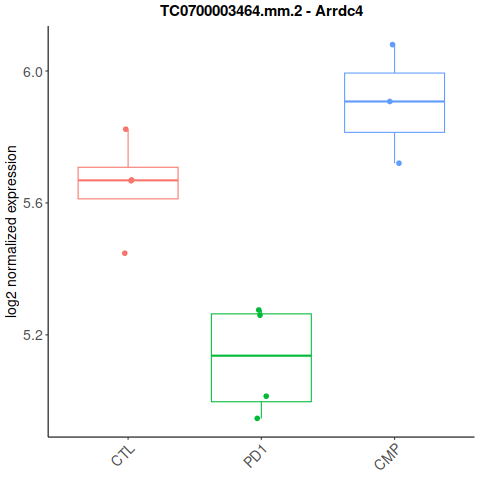 TC0700003464.mm.2 - Arrdc4
log2 normalized expression
6.0
5.6
5.2
CTL
PD1
CMP